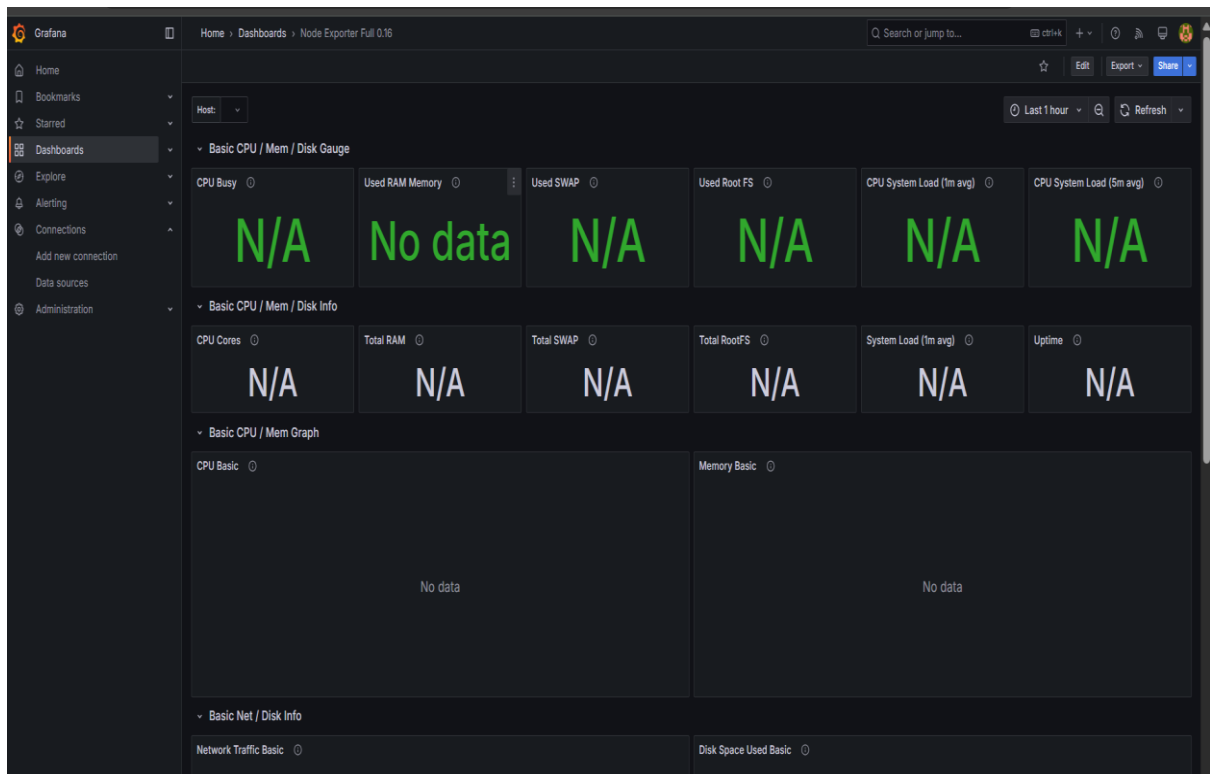 Grafana
Home › Dashboards › Node Exporter Full 0.16
Search or jump to...
ctrl+k
Edit
Export
Share
Home
Bookmarks
Starred
Dashboards
Explore
Alerting
Connections
Add new connection
Data sources
Administration
Host:
Last 1 hour
Refresh
Basic CPU / Mem / Disk Gauge
CPU Busy
Used RAM Memory
Used SWAP
Used Root FS
CPU System Load (1m avg)
CPU System Load (5m avg)
N/A
No data
N/A
N/A
N/A
N/A
Basic CPU / Mem / Disk Info
CPU Cores
Total RAM
Total SWAP
Total RootFS
System Load (1m avg)
Uptime
N/A
N/A
N/A
N/A
N/A
N/A
Basic CPU / Mem Graph
CPU Basic
Memory Basic
No data
No data
Basic Net / Disk Info
Network Traffic Basic
Disk Space Used Basic